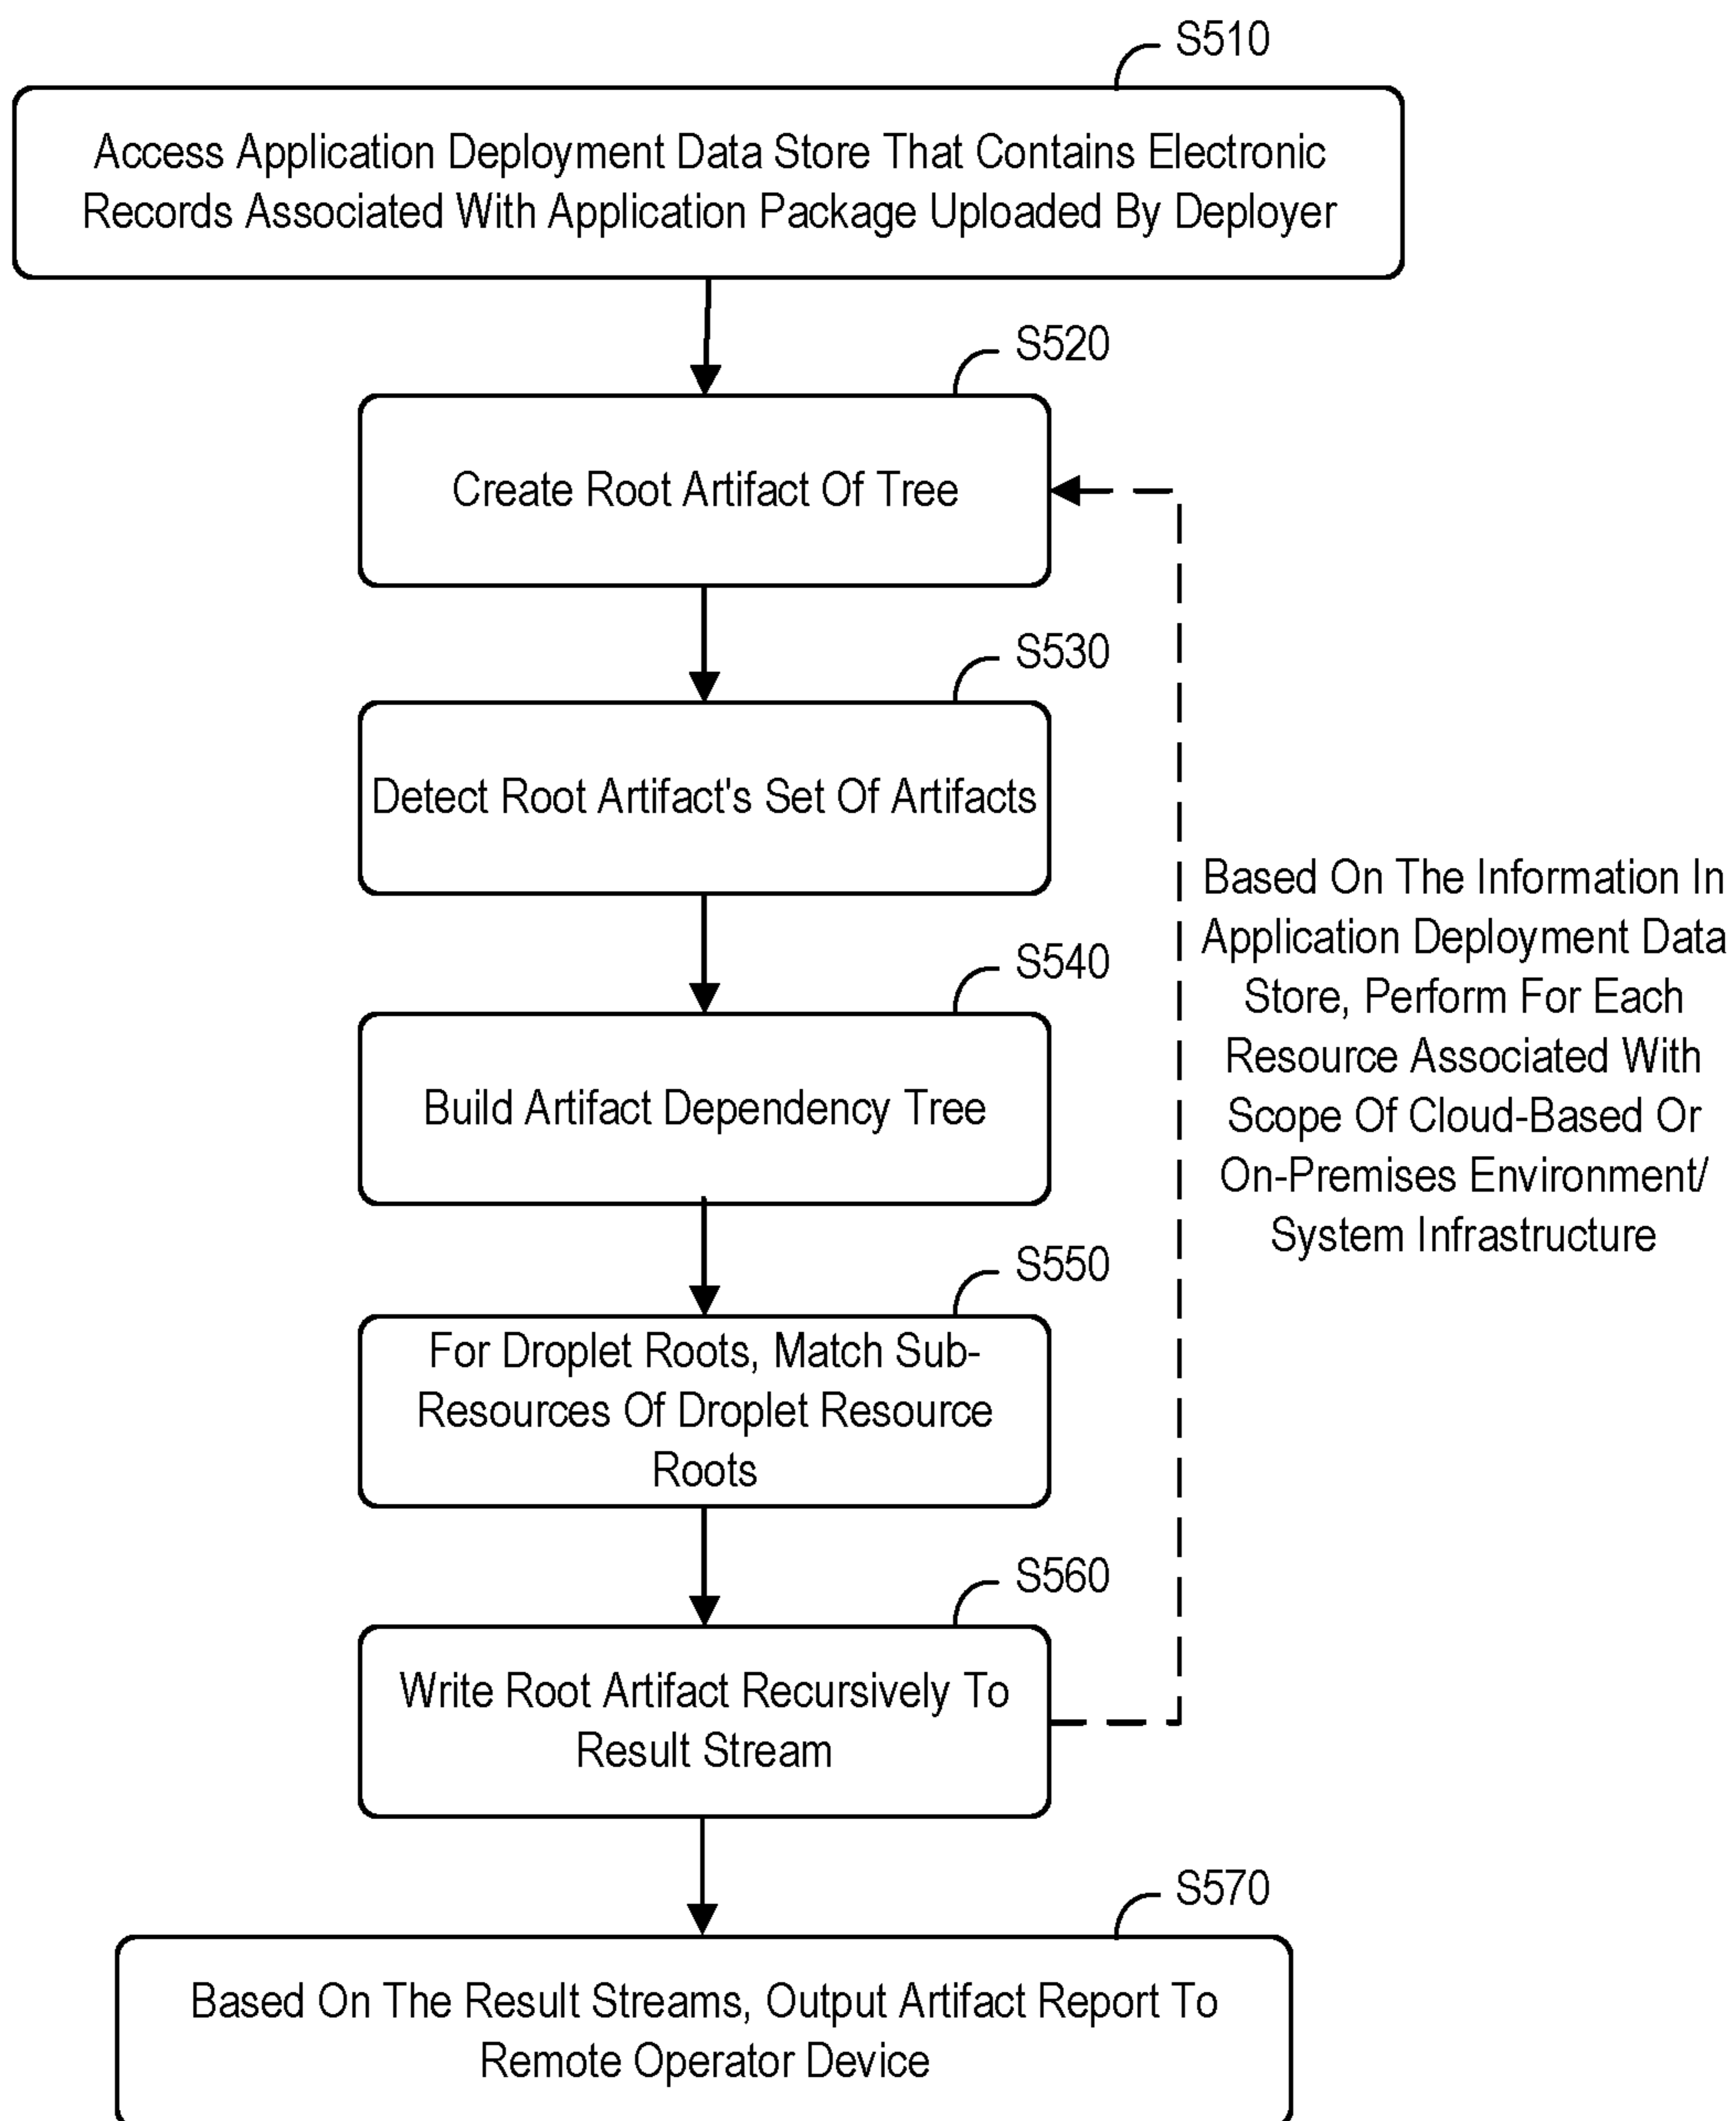 S510
Access Application Deployment Data Store That Contains Electronic
Records Associated With Application Package Uploaded By Deployer
S520
Create Root Artifact Of Tree
S530
Detect Root Artifact's Set Of Artifacts
S540
Build Artifact Dependency Tree
Based On The Information In
Application Deployment Data
Store, Perform For Each
Resource Associated With
Scope Of Cloud-Based Or
On-Premises Environment/
System Infrastructure
S550
For Droplet Roots, Match Sub-
Resources Of Droplet Resource
Roots
S560
Write Root Artifact Recursively To
Result Stream
S570
Based On The Result Streams, Output Artifact Report To
Remote Operator Device